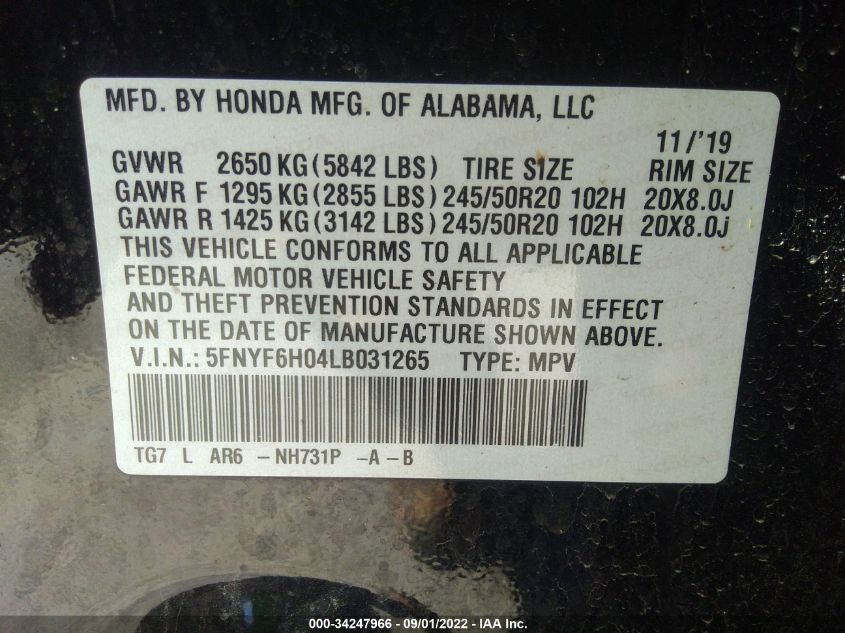 MFD. BY HONDA MFG. OF ALABAMA, LLC
11/'19
GVWR 2650 KG (5842 LBS) TIRE SIZE RIM SIZE
GAWR F 1295 KG (2855 LBS) 245/50R20 102H 20X8.0J
GAWR R 1425 KG (3142 LBS) 245/50R20 102H 20X8.0J
THIS VEHICLE CONFORMS TO ALL APPLICABLE
FEDERAL MOTOR VEHICLE SAFETY
AND THEFT PREVENTION STANDARDS IN EFFECT
ON THE DATE OF MANUFACTURE SHOWN ABOVE.
V.I.N.: 5FNYF6H04LB031265 TYPE: MPV
TG7 L AR6 -NH731P -A -B
000-34247966 - 09/01/2022 - IAA Inc.